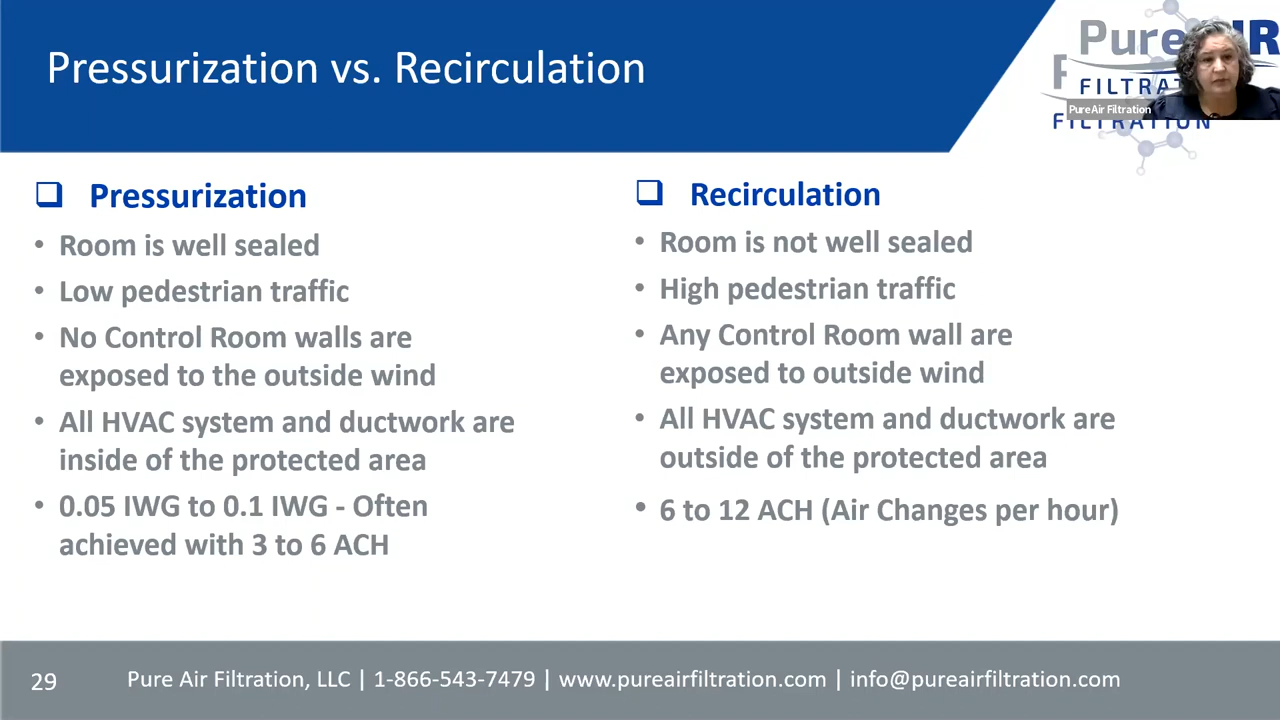 Pressurization vs. Recirculation
PureAIR
FILTRATION
PureAir Filtration
FILTRATION
Pressurization
• Room is well sealed
• Low pedestrian traffic
• No Control Room walls are
exposed to the outside wind
• All HVAC system and ductwork are
inside of the protected area
• 0.05 IWG to 0.1 IWG - Often
achieved with 3 to 6 ACH
Recirculation
• Room is not well sealed
• High pedestrian traffic
• Any Control Room wall are
exposed to outside wind
• All HVAC system and ductwork are
outside of the protected area
• 6 to 12 ACH (Air Changes per hour)
29
Pure Air Filtration, LLC | 1-866-543-7479 | www.pureairfiltration.com | info@pureairfiltration.com